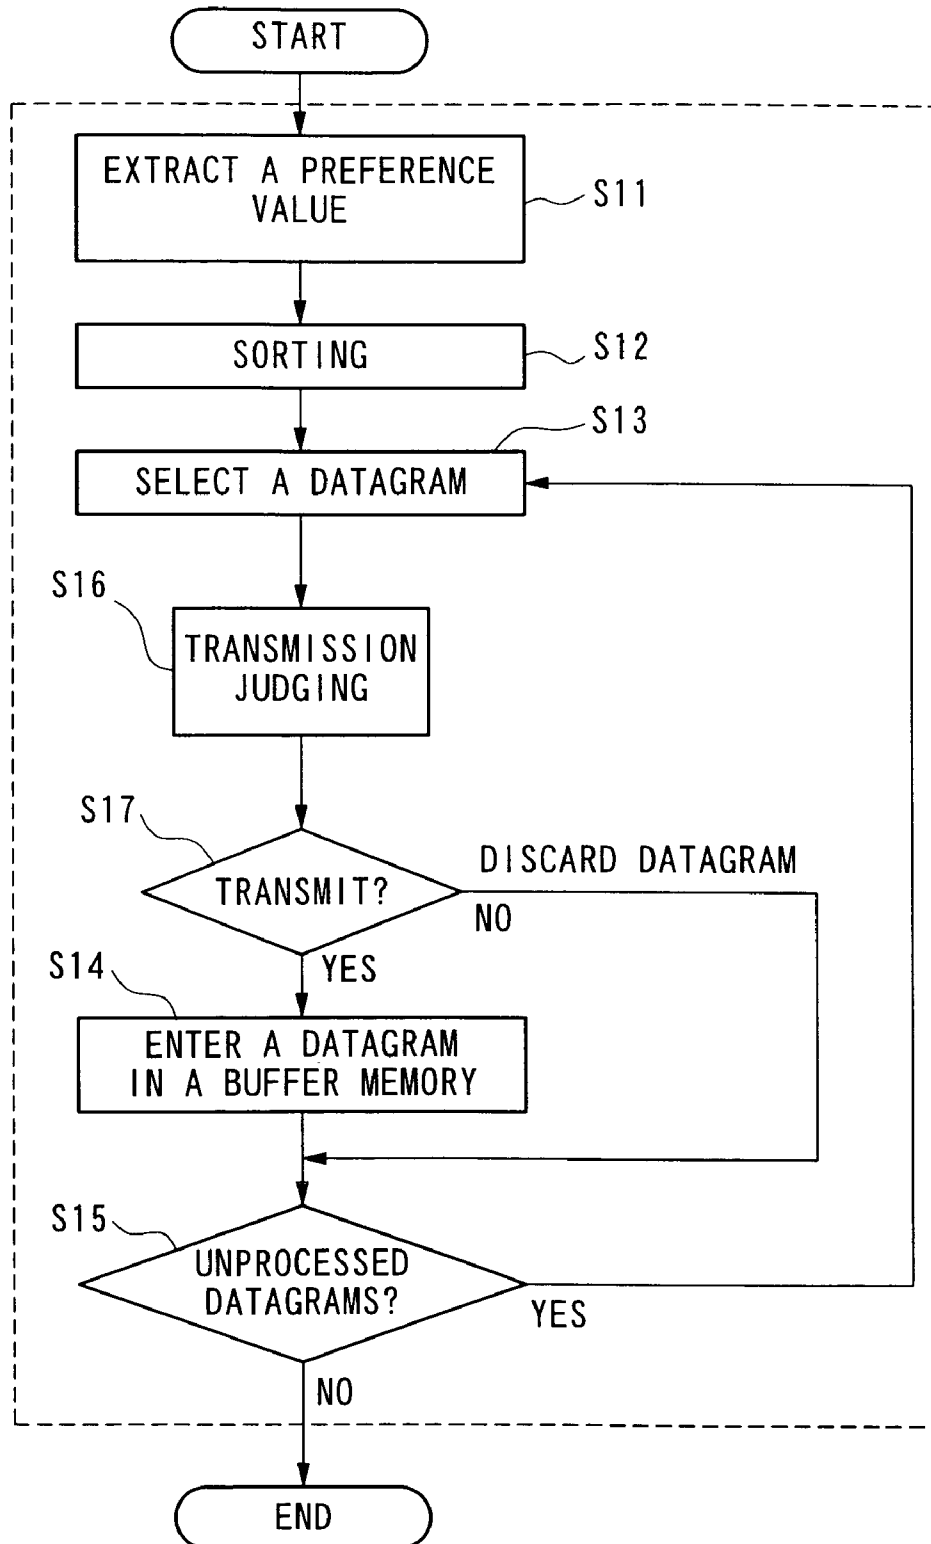 START
EXTRACT A PREFERENCE
VALUE
S11
SORTING
S12
S13
SELECT A DATAGRAM
S16
TRANSMISSION
JUDGING
S17
TRANSMIT?
DISCARD DATAGRAM
NO
YES
S14
ENTER A DATAGRAM
IN A BUFFER MEMORY
S15
UNPROCESSED
DATAGRAMS?
YES
NO
END